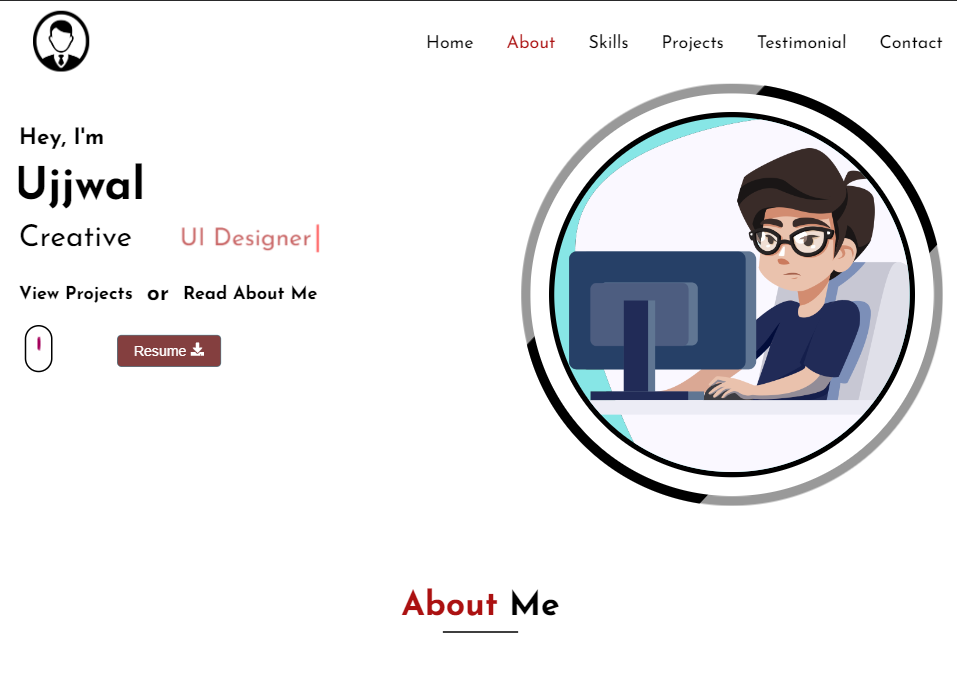 Home About Skills Projects Testimonial Contact
Hey, I'm
Ujjwal
Creative UI Designer
View Projects or Read About Me
Resume
About Me